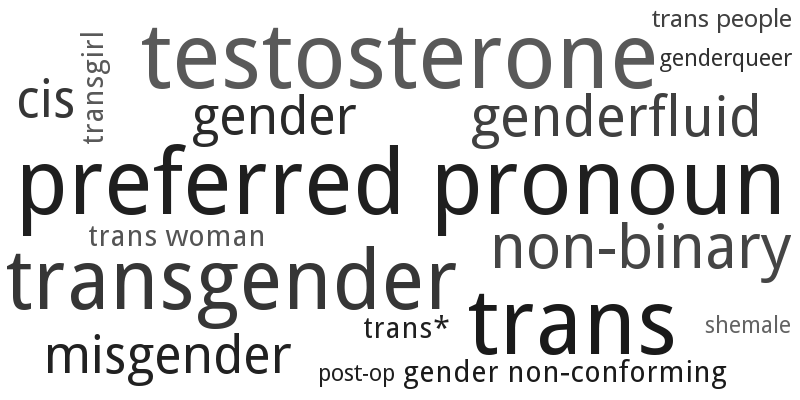 trans people
testosterone
transgirl
genderqueer
cis
gender
genderfluid
preferred pronoun
trans woman
non-binary
transgender
trans
trans*
shemale
misgender
post-op
gender non-conforming